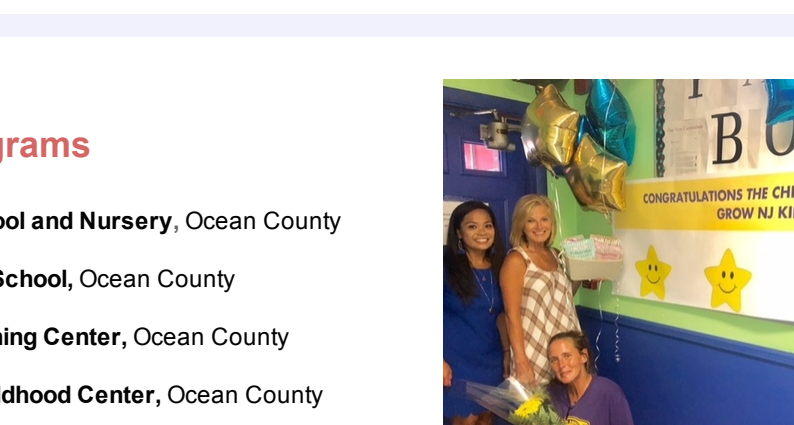 grams
ool and Nursery, Ocean County
School, Ocean County
ning Center, Ocean County
ldhood Center, Ocean County
B
CONGRATULATIONS THE CHI
GROW NJ KI